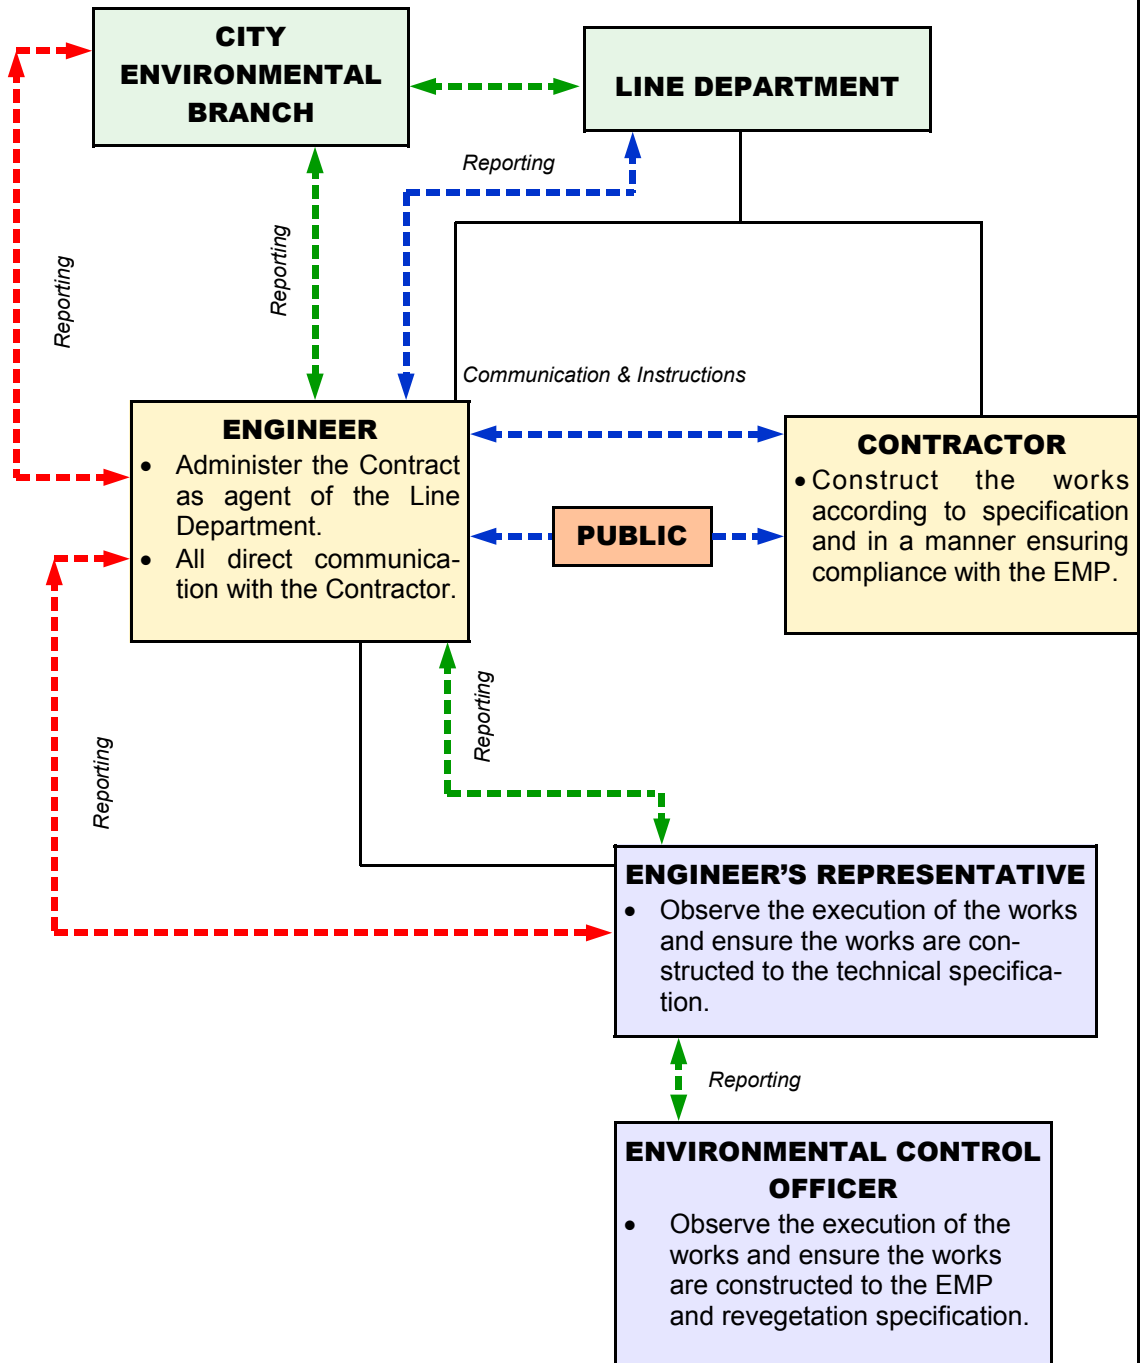 CITY
ENVIRONMENTAL
BRANCH
LINE DEPARTMENT
Reporting
Reporting
Reporting
Communication & Instructions
ENGINEER
• Administer the Contract
as agent of the Line
Department.
• All direct communica-
tion with the Contractor.
PUBLIC
CONTRACTOR
• Construct the works
according to specification
and in a manner ensuring
compliance with the EMP.
Reporting
Reporting
ENGINEER’S REPRESENTATIVE
• Observe the execution of the works
and ensure the works are con-
structed to the technical specifica-
tion.
Reporting
ENVIRONMENTAL CONTROL
OFFICER
• Observe the execution of the
works and ensure the works
are constructed to the EMP
and revegetation specification.